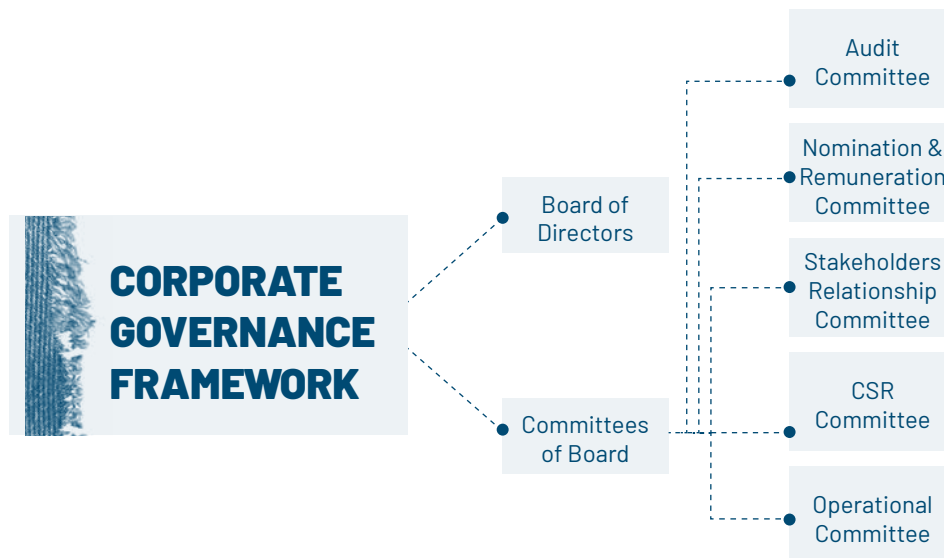 CORPORATE
GOVERNANCE
FRAMEWORK
Board of
Directors
Committees
of Board
Audit
Committee
Nomination &
Remuneration
Committee
Stakeholders
Relationship
Committee
CSR
Committee
Operational
Committee